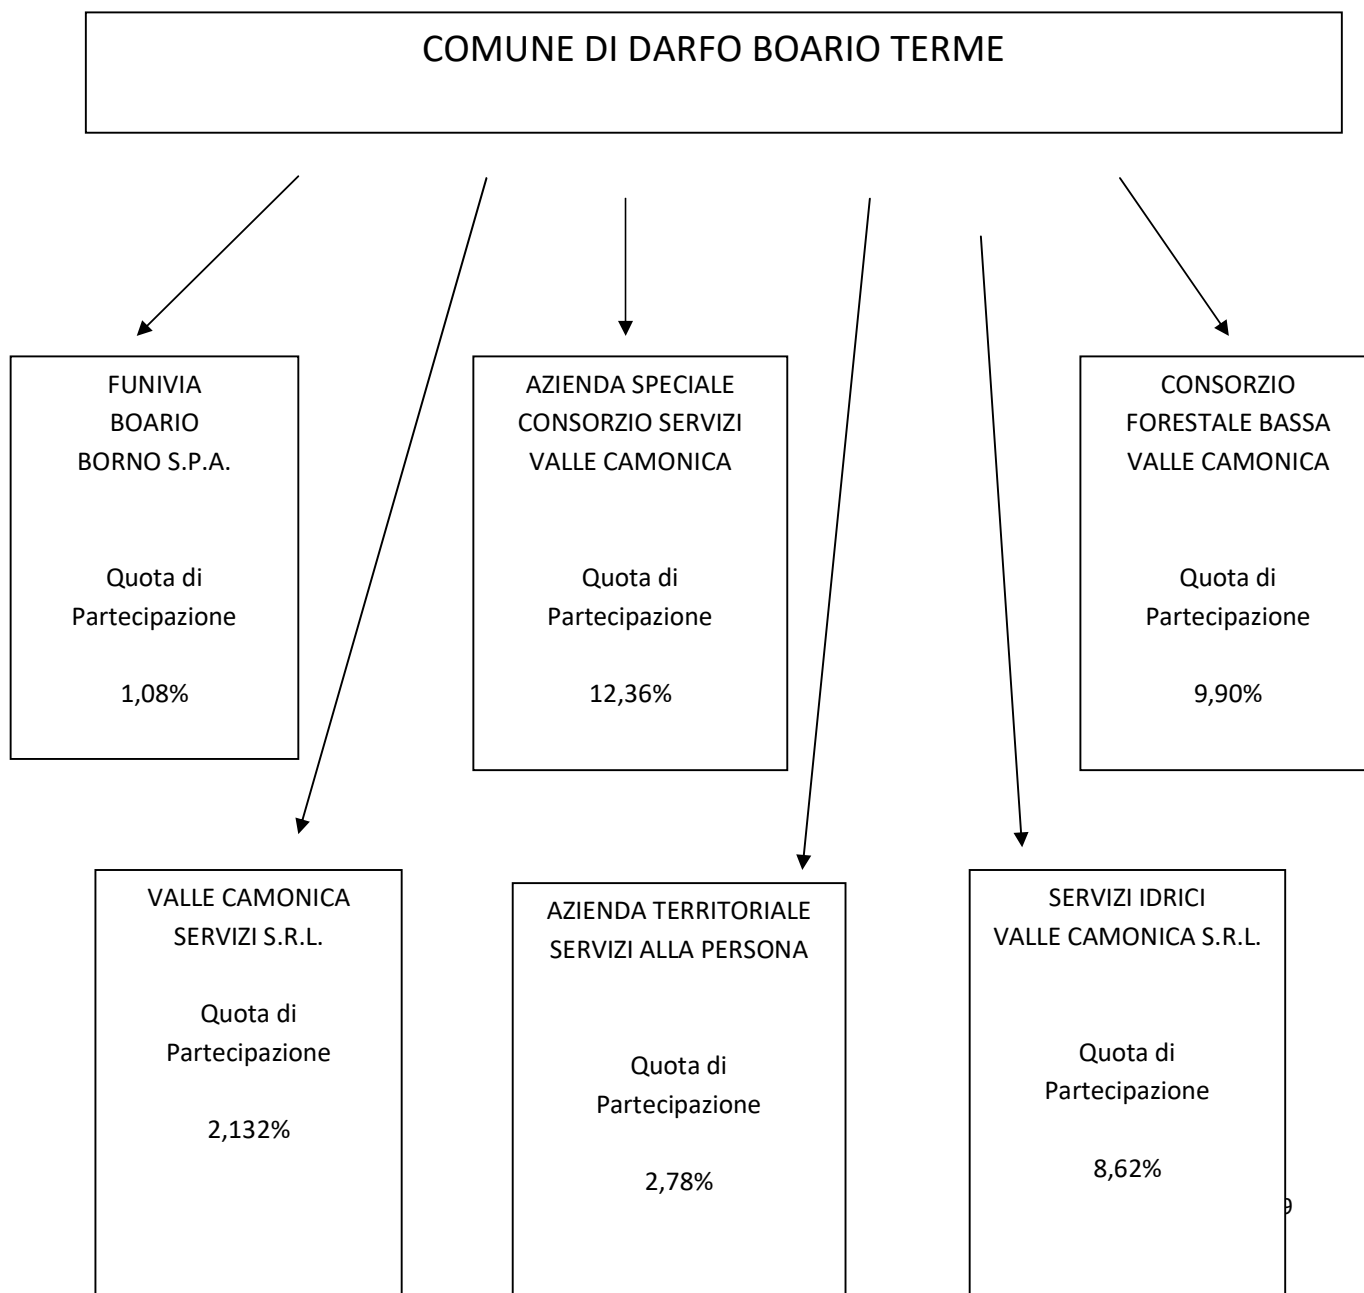 COMUNE DI DARFO BOARIO TERME
FUNIVIA
BOARIO
BORNO S.P.A.
Quota di
Partecipazione
1,08%
AZIENDA SPECIALE
CONSORZIO SERVIZI
VALLE CAMONICA
Quota di
Partecipazione
12,36%
CONSORZIO
FORESTALE BASSA
VALLE CAMONICA
Quota di
Partecipazione
9,90%
VALLE CAMONICA
SERVIZI S.R.L.
Quota di
Partecipazione
2,132%
AZIENDA TERRITORIALE
SERVIZI ALLA PERSONA
Quota di
Partecipazione
2,78%
SERVIZI IDRICI
VALLE CAMONICA S.R.L.
Quota di
Partecipazione
8,62%